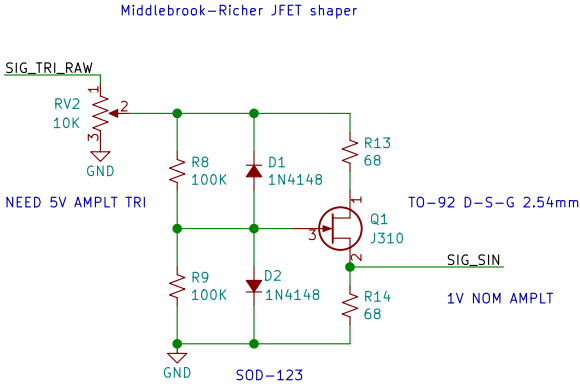 Middlebrook-Richer JFET shaper
SIG_TRI_RAW
1
RV2
10K
2
3
GND
R13
68
R8
100K
D1
1N4148
NEED 5V AMPLT TRI
1
TO-92 D-S-G 2.54mm
Q1
J310
3
2
SIG_SIN
R9
100K
D2
1N4148
R14
68
1V NOM AMPLT
GND
SOD-123